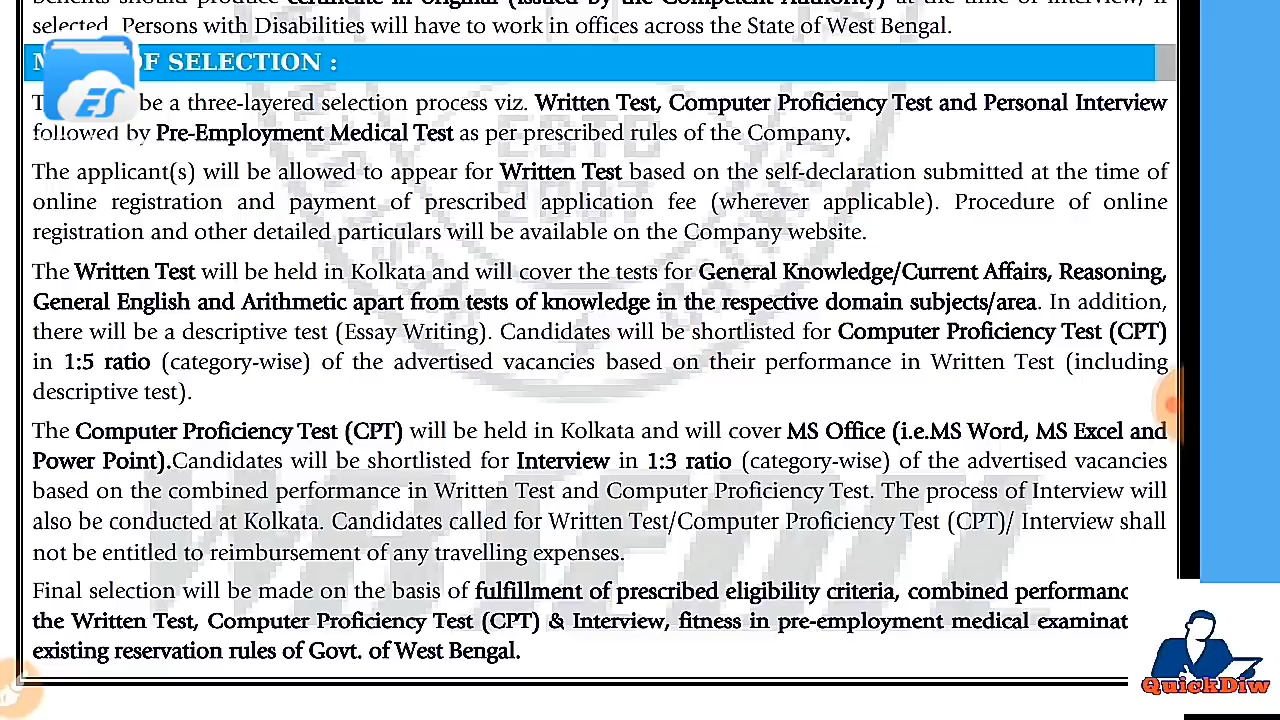 certificate in original (issued by the Competent Authority) at the time of interview, if
selected. Persons with Disabilities will have to work in offices across the State of West Bengal.
OF SELECTION :
be a three-layered selection process viz. Written Test, Computer Proficiency Test and Personal Interview
followed by Pre-Employment Medical Test as per prescribed rules of the Company.
The applicant(s) will be allowed to appear for Written Test based on the self-declaration submitted at the time of
online registration and payment of prescribed application fee (wherever applicable). Procedure of online
registration and other detailed particulars will be available on the Company website.
The Written Test will be held in Kolkata and will cover the tests for General Knowledge/Current Affairs, Reasoning,
General English and Arithmetic apart from tests of knowledge in the respective domain subjects/area. In addition,
there will be a descriptive test (Essay Writing). Candidates will be shortlisted for Computer Proficiency Test (CPT)
in 1:5 ratio (category-wise) of the advertised vacancies based on their performance in Written Test (including
descriptive test).
The Computer Proficiency Test (CPT) will be held in Kolkata and will cover MS Office (i.e.MS Word, MS Excel and
Power Point).Candidates will be shortlisted for Interview in 1:3 ratio (category-wise) of the advertised vacancies
based on the combined performance in Written Test and Computer Proficiency Test. The process of Interview will
also be conducted at Kolkata. Candidates called for Written Test/Computer Proficiency Test (CPT)/ Interview shall
not be entitled to reimbursement of any travelling expenses.
Final selection will be made on the basis of fulfillment of prescribed eligibility criteria, combined performanc
the Written Test, Computer Proficiency Test (CPT) & Interview, fitness in pre-employment medical examinat
existing reservation rules of Govt. of West Bengal.
ES
QuickDiw